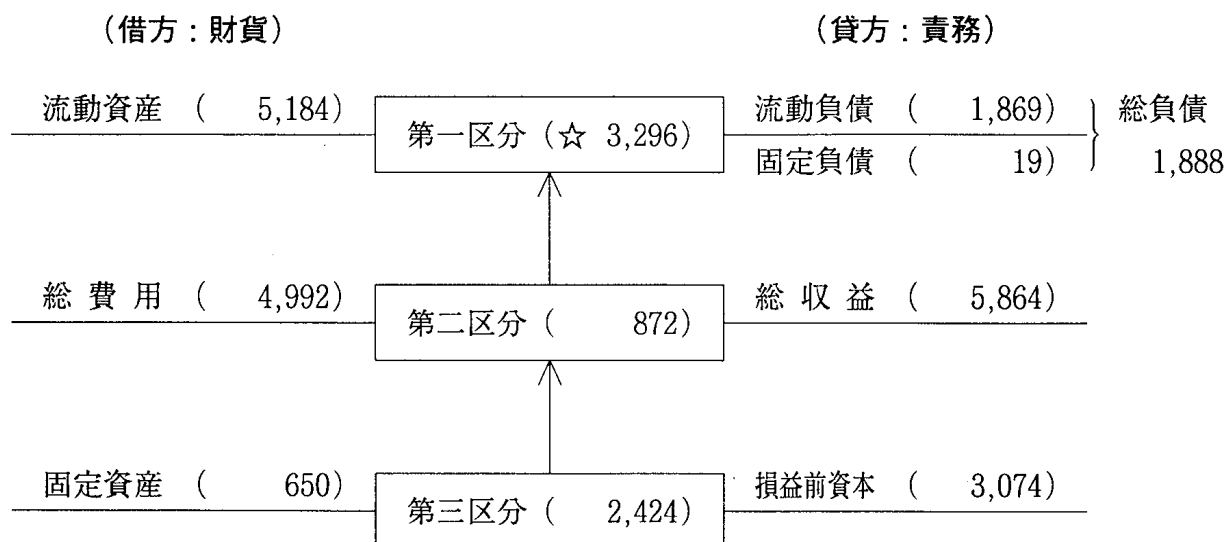 (借方：財貨) (貸方：責務)
流動資産 ( 5,184) 第一区分 (☆ 3,296) 流動負債 ( 1,869) 総負債
固定負債 ( 19) 1,888
総費用 ( 4,992) 第二区分 ( 872) 総収益 ( 5,864)
固定資産 ( 650) 第三区分 ( 2,424) 損益前資本 ( 3,074)